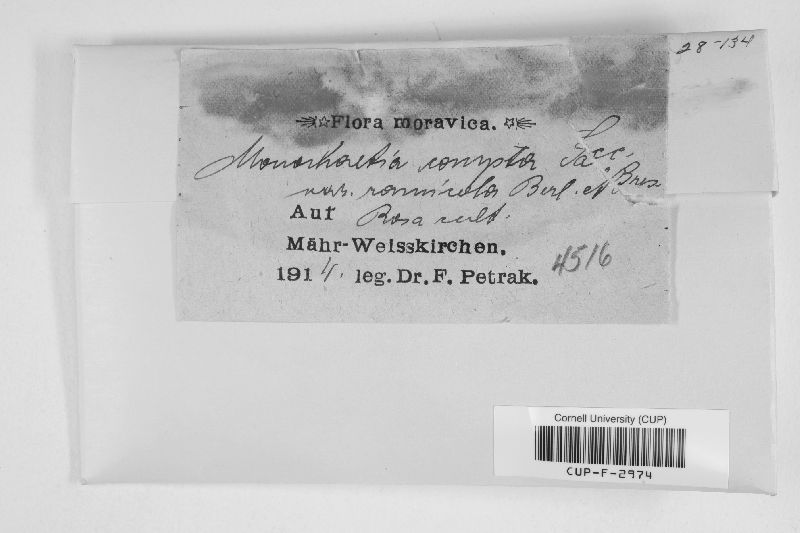 28-134
Flora moravica.
Monochaetia compta Sacc.
var. ramicola Berl. et Bres
Auf Rosa cult.
Mähr-Weisskirchen.
1914. leg. Dr. F. Petrak.
4516
Cornell University (CUP)
CUP-F-2974